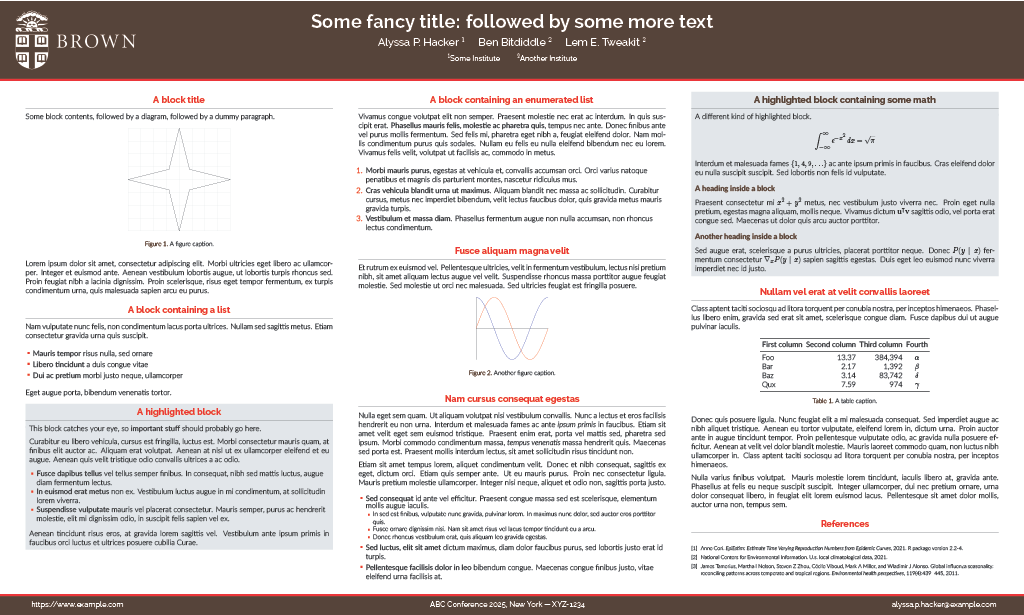 BROWN
Some fancy title: followed by some more text
Alyssa P. Hacker 1 Ben Bitdiddle 2 Lem E. Tweakit 2
1Some Institute 2Another Institute
A block title
Some block contents, followed by a diagram, followed by a dummy paragraph.
Figure 1. A figure caption.
Lorem ipsum dolor sit amet, consectetur adipiscing elit. Morbi ultricies eget libero ac ullamcor-
per. Integer et euismod ante. Aenean vestibulum lobortis augue, ut lobortis turpis rhoncus sed.
Proin feugiat nibh a lacinia dignissim. Proin scelerisque, risus eget tempor fermentum, ex turpis
condimentum urna, quis malesuada sapien arcu eu purus.
A block containing a list
Nam vulputate nunc felis, non condimentum lacus porta ultrices. Nullam sed sagittis metus. Etiam
consectetur gravida urna quis suscipit.
• Mauris tempor risus nulla, sed ornare
• Libero tincidunt a duis congue vitae
• Dui ac pretium morbi justo neque, ullamcorper
Eget augue porta, bibendum venenatis tortor.
A highlighted block
This block catches your eye, so important stuff should probably go here.
Curabitur eu libero vehicula, cursus est fringilla, luctus est. Morbi consectetur mauris quam, at
finibus elit auctor ac. Aliquam erat volutpat. Aenean at nisl ut ex ullamcorper eleifend et eu
augue. Aenean quis velit tristique odio convallis ultrices a ac odio.
• Fusce dapibus tellus vel tellus semper finibus. In consequat, nibh sed mattis luctus, augue
diam fermentum lectus.
• In euismod erat metus non ex. Vestibulum luctus augue in mi condimentum, at sollicitudin
lorem viverra.
• Suspendisse vulputate mauris vel placerat consectetur. Mauris semper, purus ac hendrerit
molestie, elit mi dignissim odio, in suscipit felis sapien vel ex.
Aenean tincidunt risus eros, at gravida lorem sagittis vel. Vestibulum ante ipsum primis in
faucibus orci luctus et ultrices posuere cubilia Curae.
A block containing an enumerated list
Vivamus congue volutpat elit non semper. Praesent molestie nec erat ac interdum. In quis sus-
cipit erat. Phasellus mauris felis, molestie ac pharetra quis, tempus nec ante. Donec finibus ante
vel purus mollis fermentum. Sed felis mi, pharetra eget nibh a, feugiat eleifend dolor. Nam mol-
lis condimentum purus quis sodales. Nullam eu felis eu nulla eleifend bibendum nec eu lorem.
Vivamus felis velit, volutpat ut facilisis ac, commodo in metus.
1. Morbi mauris purus, egestas at vehicula et, convallis accumsan orci. Orci varius natoque
penatibus et magnis dis parturient montes, nascetur ridiculus mus.
2. Cras vehicula blandit urna ut maximus. Aliquam blandit nec massa ac sollicitudin. Curabitur
cursus, metus nec imperdiet bibendum, velit lectus faucibus dolor, quis gravida metus mauris
gravida turpis.
3. Vestibulum et massa diam. Phasellus fermentum augue non nulla accumsan, non rhoncus
lectus condimentum.
Fusce aliquam magna velit
Et rutrum ex euismod vel. Pellentesque ultricies, velit in fermentum vestibulum, lectus nisi pretium
nibh, sit amet aliquam lectus augue vel velit. Suspendisse rhoncus massa porttitor augue feugiat
molestie. Sed molestie ut orci nec malesuada. Sed ultricies feugiat est fringilla posuere.
Figure 2. Another figure caption.
Nam cursus consequat egestas
Nulla eget sem quam. Ut aliquam volutpat nisi vestibulum convallis. Nunc a lectus et eros facilisis
hendrerit eu non urna. Interdum et malesuada fames ac ante ipsum primis in faucibus. Etiam sit
amet velit eget sem euismod venenatis. Praesent enim erat, porta vel mattis sed, pharetra sed
ipsum. Morbi commodo condimentum massa, tempus venenatis massa hendrerit quis. Maecenas
sed porta est. Praesent mollis interdum lectus, sit amet sollicitudin risus tincidunt non.
Etiam sit amet tempus lorem, aliquet condimentum velit. Donec et nibh consequat, sagittis ex
eget, dictum orci. Etiam quis semper ante. Ut eu mauris purus. Proin nec consectetur ligula.
Mauris pretium molestie ullamcorper. Integer nisi neque, aliquet et odio non, sagittis porta justo.
• Sed consequat id ante vel efficitur. Praesent congue massa sed est scelerisque, elementum
mollis augue iaculis.
• In sed est finibus, vulputate nunc gravida, pulvinar lorem. In maximus nunc dolor, sed auctor eros porttitor
quis.
• Fusce ornare dignissim nisi. Nam sit amet risus vel lacus tempor tincidunt eu a arcu.
• Donec rhoncus vestibulum erat, quis aliquam leo gravida egestas.
• Sed luctus, elit sit amet dictum maximus, diam dolor faucibus purus, sed lobortis justo erat id
turpis.
• Pellentesque facilisis dolor in leo bibendum congue. Maecenas congue finibus justo, vitae
eleifend urna facilisis at.
A highlighted block containing some math
A different kind of highlighted block.
∫_{-∞}^{∞} e^{-x²} dx = √π
Interdum et malesuada fames {1, 4, 9, . . .} ac ante ipsum primis in faucibus. Cras eleifend dolor
eu nulla suscipit suscipit. Sed lobortis non felis id vulputate.
A heading inside a block
Praesent consectetur mi x² + y² metus, nec vestibulum justo viverra nec. Proin eget nulla
pretium, egestas magna aliquam, mollis neque. Vivamus dictum uᵀv sagittis odio, vel porta erat
congue sed. Maecenas ut dolor quis arcu auctor porttitor.
Another heading inside a block
Sed augue erat, scelerisque a purus ultricies, placerat porttitor neque. Donec P(y | x) fer-
mentum consectetur ∇ₓP(y | x) sapien sagittis egestas. Duis eget leo euismod nunc viverra
imperdiet nec id justo.
Nullam vel erat at velit convallis laoreet
Class aptent taciti sociosqu ad litora torquent per conubia nostra, per inceptos himenaeos. Phasel-
lus libero enim, gravida sed erat sit amet, scelerisque congue diam. Fusce dapibus dui ut augue
pulvinar iaculis.
First column Second column Third column Fourth
Foo 13.37 384,394 α
Bar 2.17 1,392 β
Baz 3.14 83,742 δ
Qux 7.59 974 γ
Table 1. A table caption.
Donec quis posuere ligula. Nunc feugiat elit a mi malesuada consequat. Sed imperdiet augue ac
nibh aliquet tristique. Aenean eu tortor vulputate, eleifend lorem in, dictum urna. Proin auctor
ante in augue tincidunt tempor. Proin pellentesque vulputate odio, ac gravida nulla posuere ef-
ficitur. Aenean at velit vel dolor blandit molestie. Mauris laoreet commodo quam, non luctus nibh
ullamcorper in. Class aptent taciti sociosqu ad litora torquent per conubia nostra, per inceptos
himenaeos.
Nulla varius finibus volutpat. Mauris molestie lorem tincidunt, iaculis libero at, gravida ante.
Phasellus at felis eu neque suscipit suscipit. Integer ullamcorper, dui nec pretium ornare, urna
dolor consequat libero, in feugiat elit lorem euismod lacus. Pellentesque sit amet dolor mollis,
auctor urna non, tempus sem.
References
[1] Anne Cori. EpiEstim: Estimate Time Varying Reproduction Numbers from Epidemic Curves, 2021. R package version 2.2-4.
[2] National Centers for Environmental Information. U.s. local climatological data, 2021.
[3] James Tamerius, Martha I Nelson, Steven Z Zhou, Cécile Viboud, Mark A Miller, and Wladimir J Alonso. Global influenza seasonality:
reconciling patterns across temperate and tropical regions. Environmental health perspectives, 119(4):439–445, 2011.
https://www.example.com
ABC Conference 2025, New York — XYZ-1234
alyssa.p.hacker@example.com